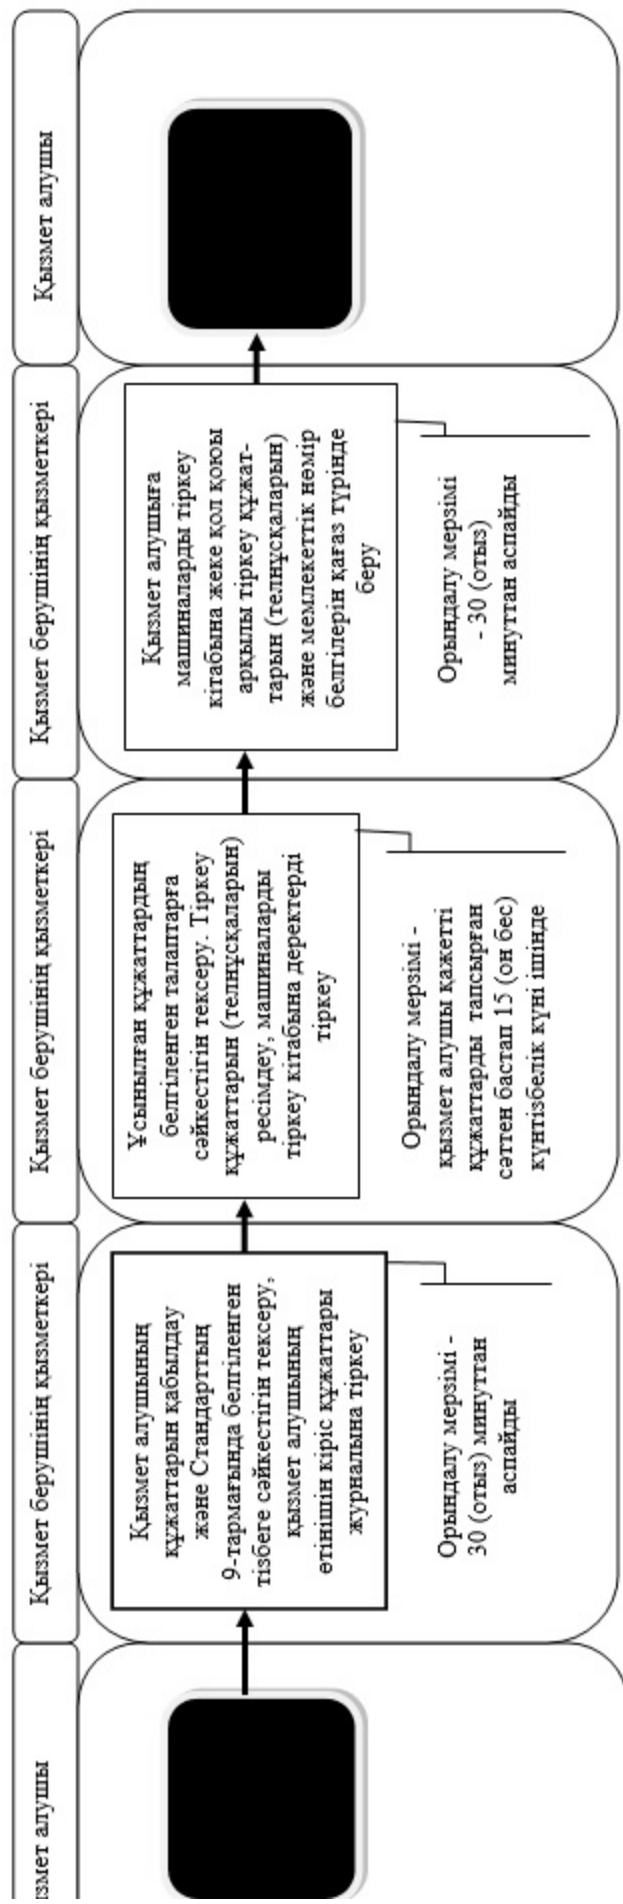 змет алушы
Қызмет берушінің қызметкері
Қызмет берушінің қызметкері
Қызмет берушінің қызметкері
Қызмет алушы
Қызмет алушының
құжаттарын қабылдау
және Стандарттың
9-тармағында белгіленген
тізбеге сәйкестігін тексеру,
қызмет алушының
өтінішін кіріс құжаттары
журналына тіркеу
Орындалу мерзімі -
30 (отыз) минуттан
аспайды
Ұсынылған құжаттардың
белгіленген талаптарға
сәйкестігін тексеру. Тіркеу
құжаттарын (телнұсқаларын)
ресімдеу, машиналарды
тіркеу кітабына деректерді
тіркеу
Орындалу мерзімі -
қызмет алушы қажетті
құжаттарды тапсырған
сәттен бастап 15 (он бес)
күнтізбелік күні ішінде
Қызмет алушыға
машиналарды тіркеу
кітабына жеке қол қоюы
арқылы тіркеу құжат-
тарын (телнұсқаларын)
және мемлекеттік нөмір
белгілерін қағаз түрінде
беру
Орындалу мерзімі
- 30 (отыз)
минуттан аспайды